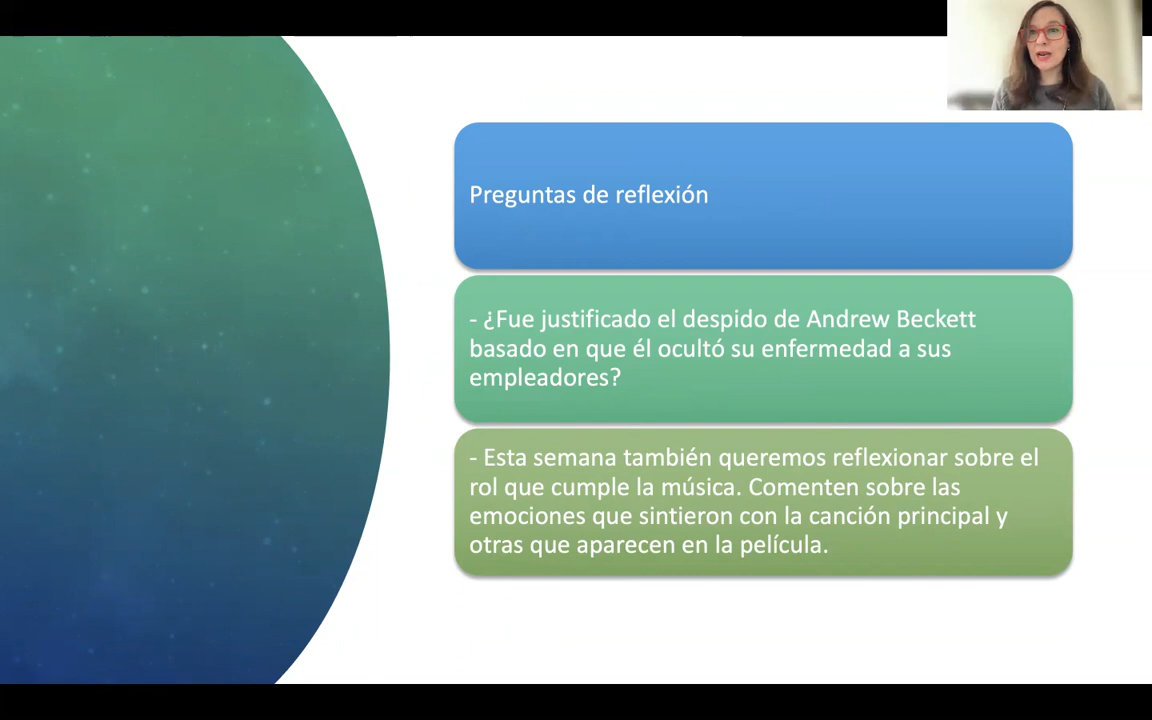 Preguntas de reflexión
- ¿Fue justificado el despido de Andrew Beckett
basado en que él ocultó su enfermedad a sus
empleadores?
- Esta semana también queremos reflexionar sobre el
rol que cumple la música. Comenten sobre las
emociones que sintieron con la canción principal y
otras que aparecen en la película.